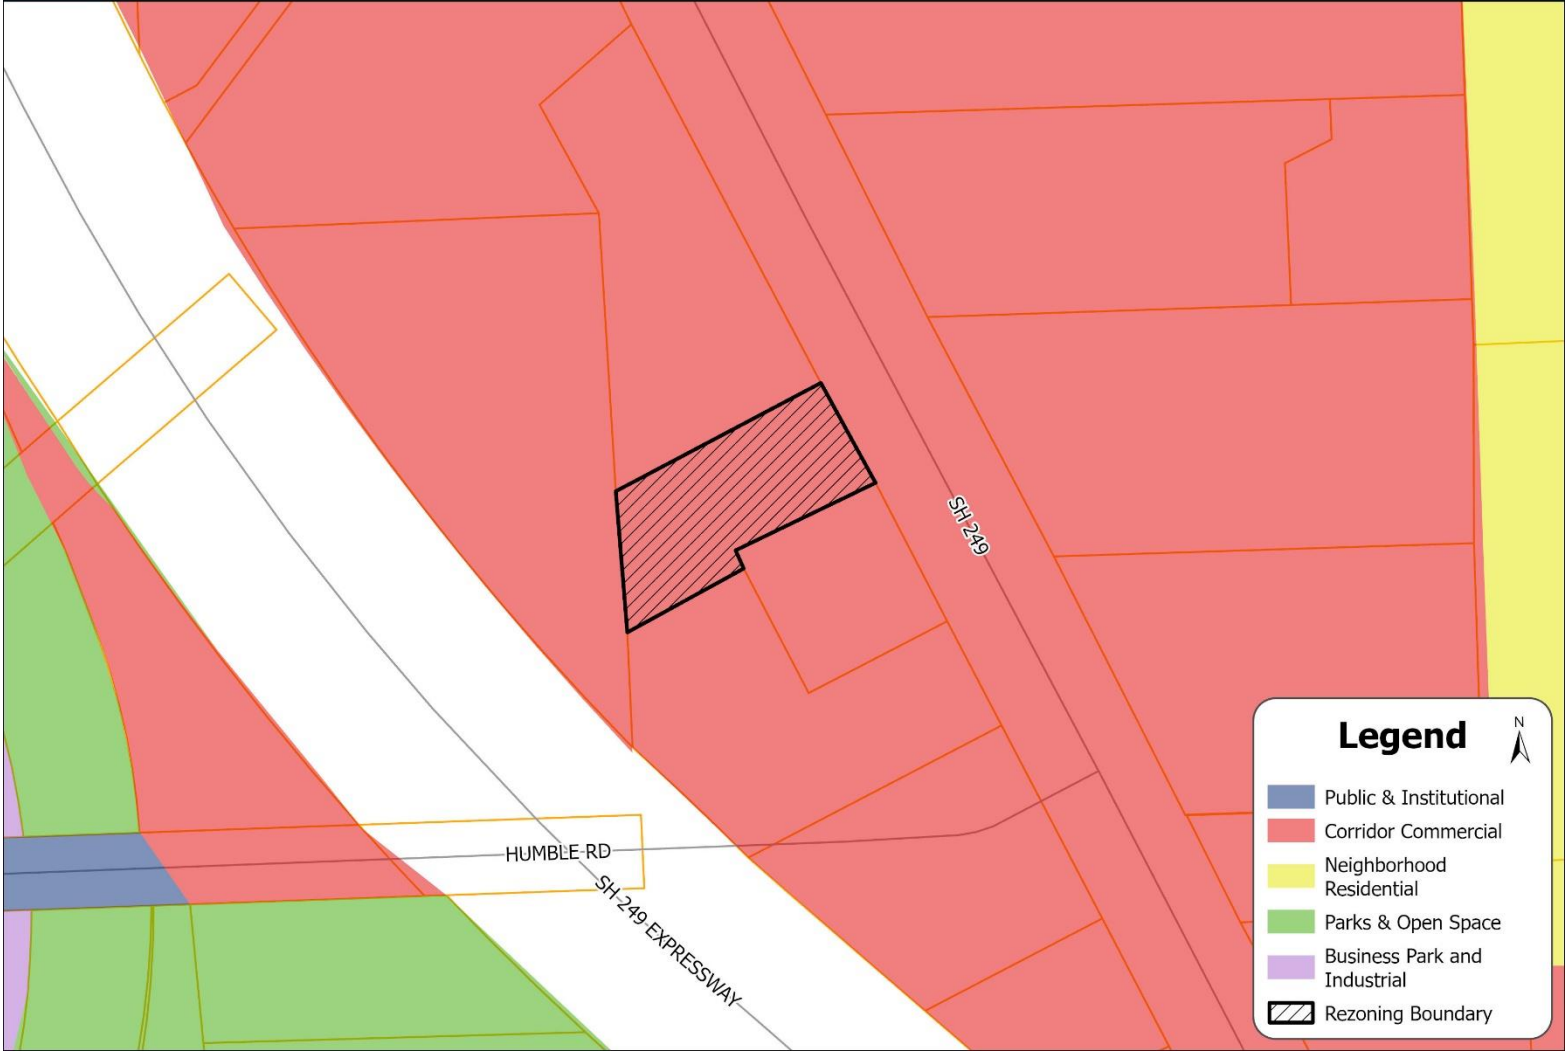 SH 249
HUMBLE RD
SH 249 EXPRESSWAY
Legend
N
Public & Institutional
Corridor Commercial
Neighborhood
Residential
Parks & Open Space
Business Park and
Industrial
Rezoning Boundary